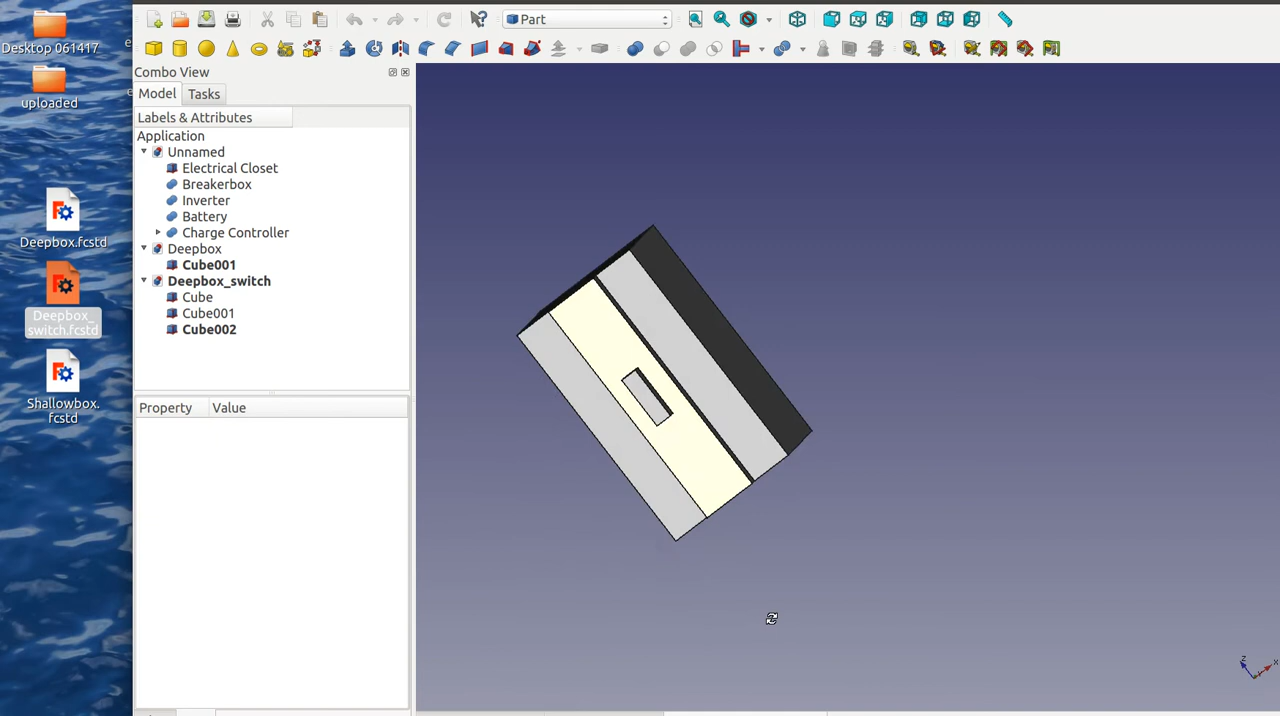 Desktop 061417
uploaded
Deepbox.fcstd
Deepbox_
switch.fcstd
Shallowbox.
fcstd
Part
Combo View
Model
Tasks
Labels & Attributes
Application
Unnamed
Electrical Closet
Breakerbox
Inverter
Battery
Charge Controller
Deepbox
Cube001
Deepbox_switch
Cube
Cube001
Cube002
Property
Value
Z
X